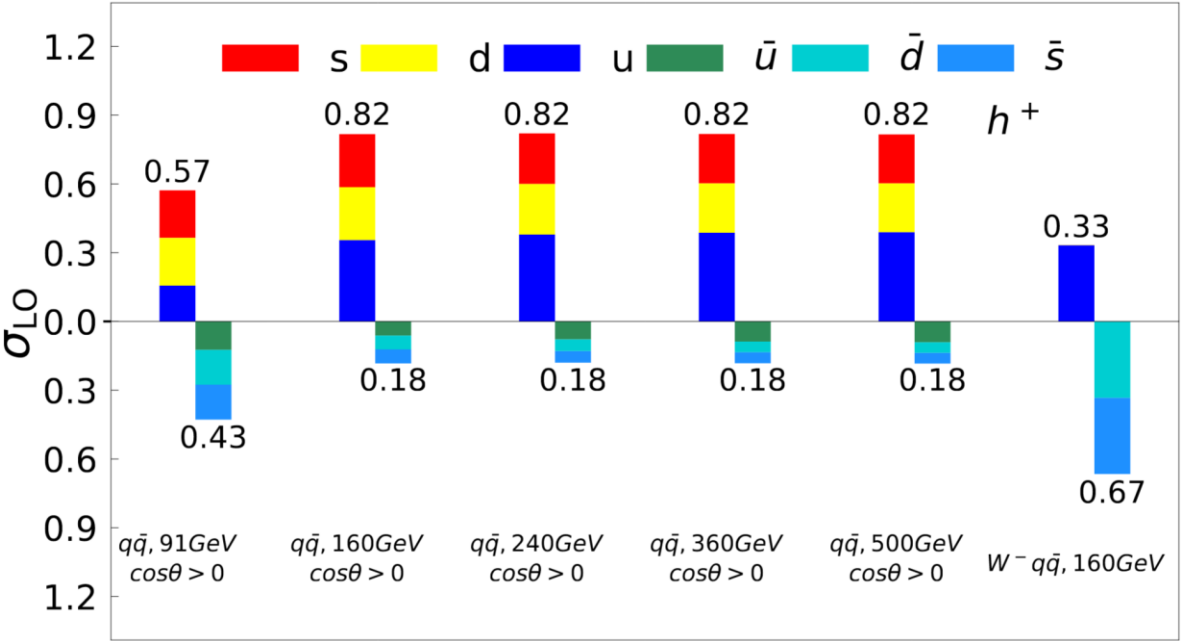 1.2
s d u ū d̄ s̄
0.9
h⁺
0.57
0.82
0.82
0.82
0.82
0.6
0.33
0.3
0.0
σLO
0.3
0.43
0.18
0.18
0.18
0.18
0.67
0.6
0.9
qq̄, 91GeV
cosθ > 0
qq̄, 160GeV
cosθ > 0
qq̄, 240GeV
cosθ > 0
qq̄, 360GeV
cosθ > 0
qq̄, 500GeV
cosθ > 0
W⁻qq̄, 160GeV
1.2